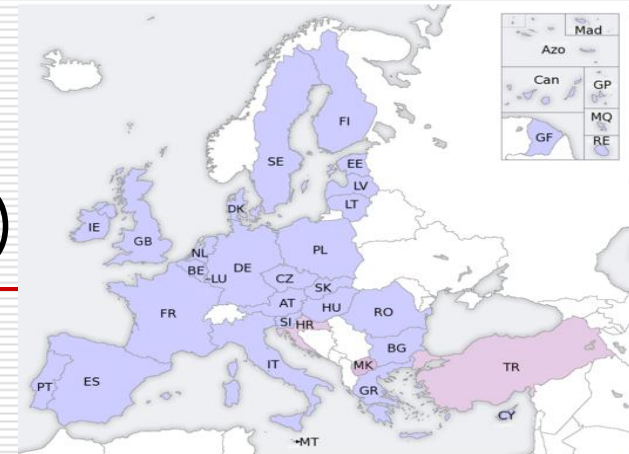 )
Mad
Azo
Can
GP
MQ
GF
RE
FI
SE
EE
LV
LT
DK
IE
GB
NL
BE
LU
DE
PL
CZ
SK
AT
HU
FR
SI
HR
RO
IT
BG
MK
TR
PT
ES
GR
CY
MT